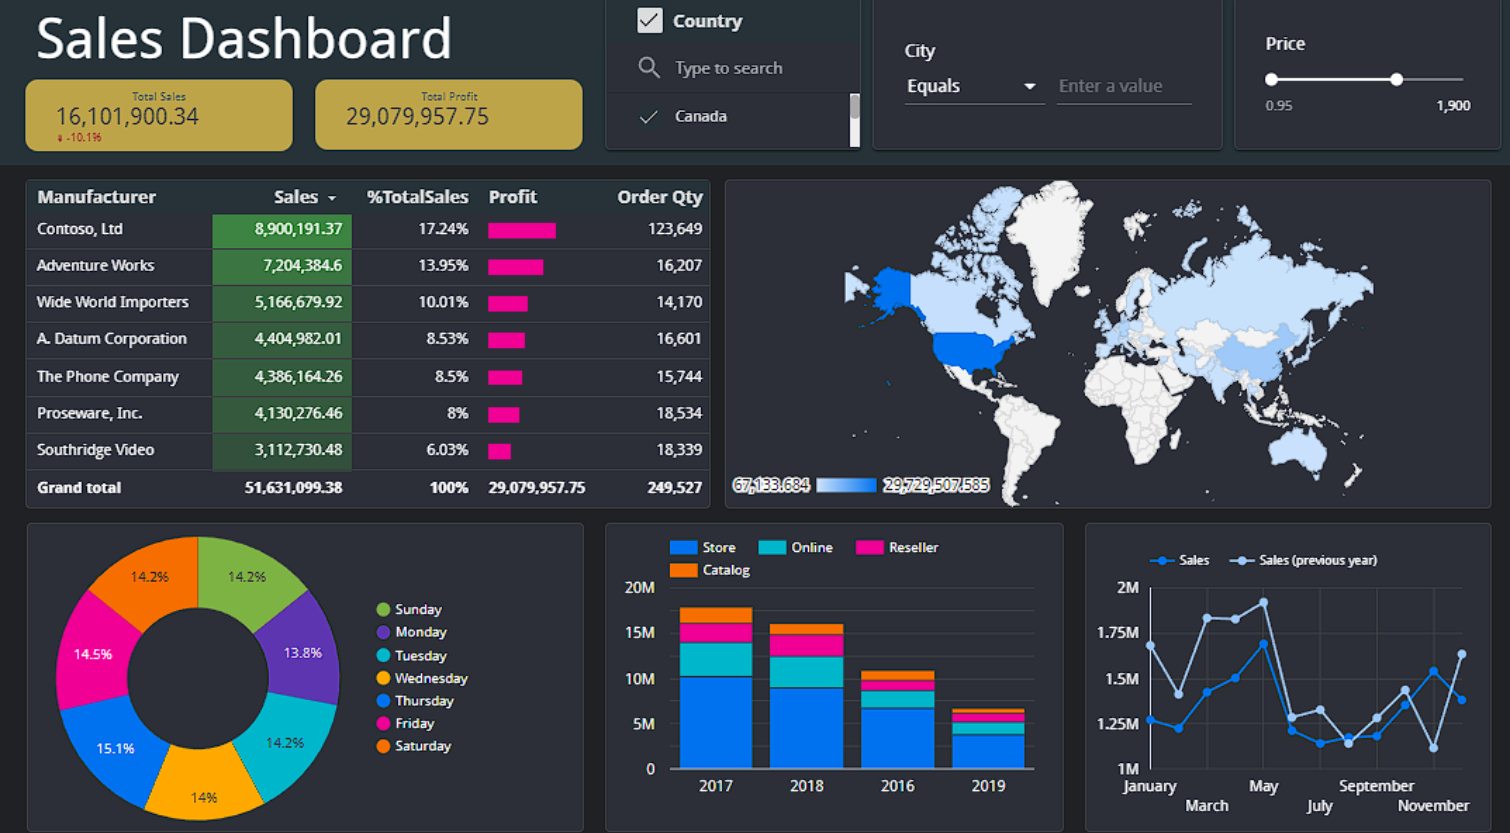 Sales Dashboard
Total Sales
16,101,900.34
-10.1%
Total Profit
29,079,957.75
Country
Type to search
Canada
City
Equals
Enter a value
Price
0.95
1,900
Manufacturer Sales %TotalSales Profit Order Qty
Contoso, Ltd 8,900,191.37 17.24% 123,649
Adventure Works 7,204,384.6 13.95% 16,207
Wide World Importers 5,166,679.92 10.01% 14,170
A. Datum Corporation 4,404,982.01 8.53% 16,601
The Phone Company 4,386,164.26 8.5% 15,744
Proseware, Inc. 4,130,276.46 8% 18,534
Southridge Video 3,112,730.48 6.03% 18,339
Grand total 51,631,099.38 100% 29,079,957.75 249,527
67,133.684 29,729,507.585
14.2%
14.2%
14.5%
13.8%
15.1%
14.2%
14%
Sunday
Monday
Tuesday
Wednesday
Thursday
Friday
Saturday
Store Online Reseller
Catalog
20M
15M
10M
5M
0
2017 2018 2016 2019
Sales Sales (previous year)
2M
1.75M
1.5M
1.25M
1M
January May September
March July November